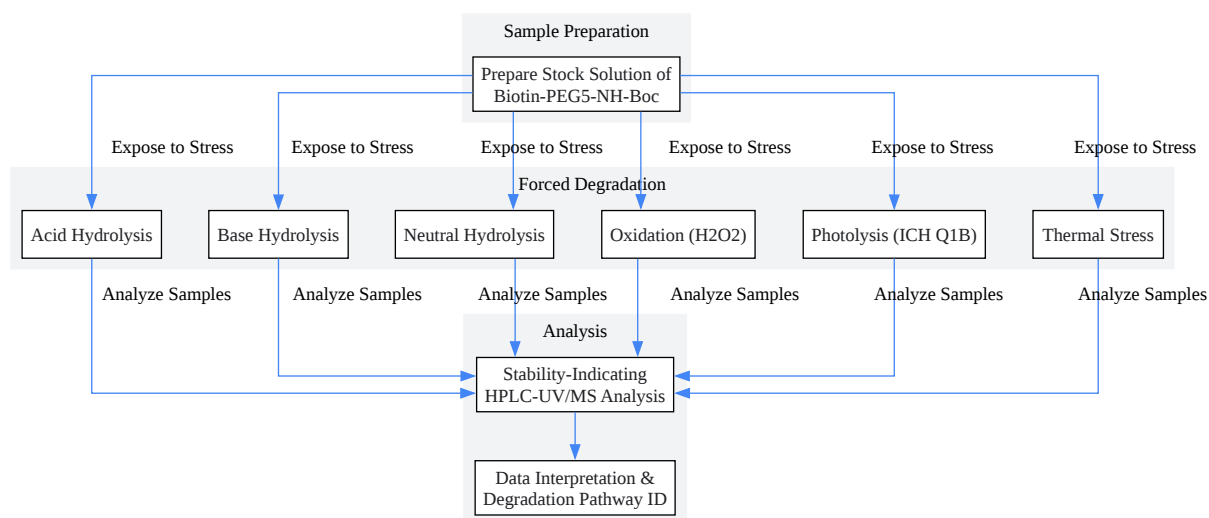 Sample Preparation
Prepare Stock Solution of
Biotin-PEG5-NH-Boc
Expose to Stress
Expose to Stress
Expose to Stress
Expose to Stress
Expose to Stress
Expose to Stress
Forced Degradation
Acid Hydrolysis
Base Hydrolysis
Neutral Hydrolysis
Oxidation (H2O2)
Photolysis (ICH Q1B)
Thermal Stress
Analyze Samples
Analyze Samples
Analyze Samples
Analyze Samples
Analyze Samples
Analyze Samples
Analysis
Stability-Indicating
HPLC-UV/MS Analysis
Data Interpretation &
Degradation Pathway ID